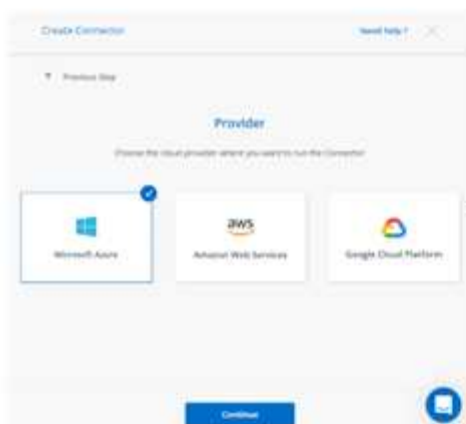 Create Connector
Need help?
Previous Step
Provider
Choose the cloud provider where you want to run the Connector
Microsoft Azure
aws
Amazon Web Services
Google Cloud Platform
Continue